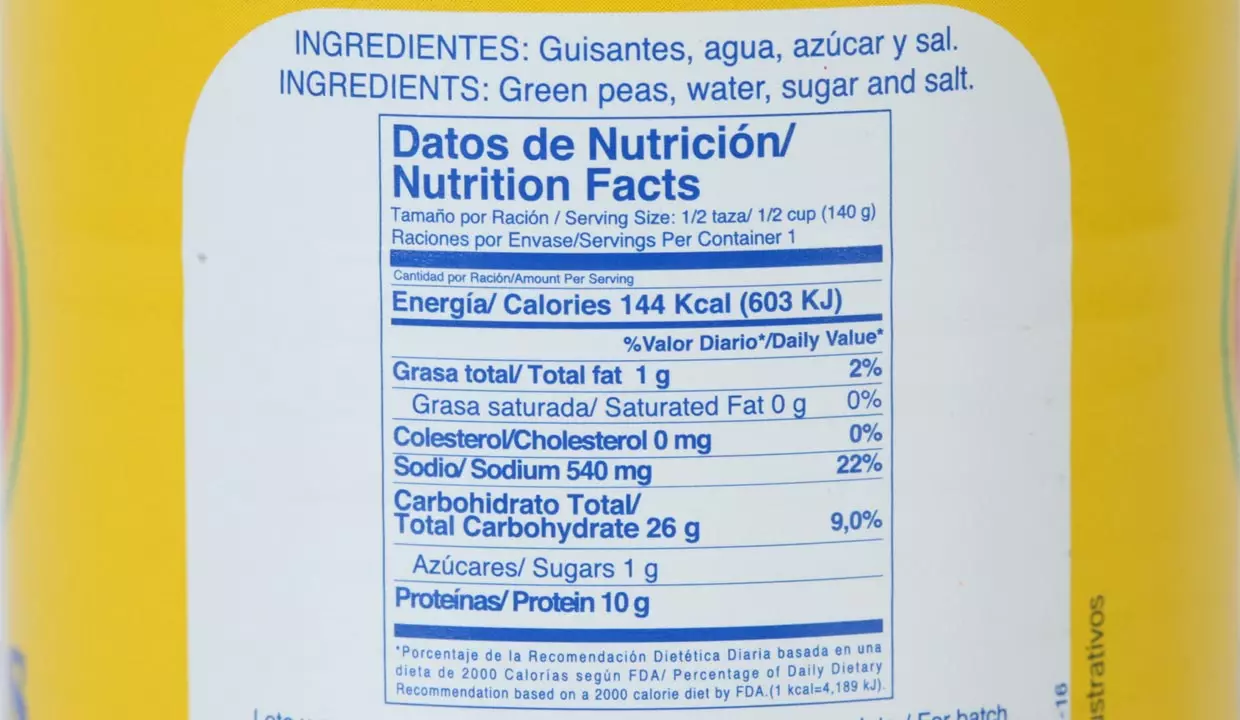 INGREDIENTES: Guisantes, agua, azúcar y sal.
INGREDIENTS: Green peas, water, sugar and salt.
Datos de Nutrición/
Nutrition Facts
Tamaño por Ración / Serving Size: 1/2 taza/ 1/2 cup (140 g)
Raciones por Envase/Servings Per Container 1
Cantidad por Ración/Amount Per Serving
Energía/ Calories 144 Kcal (603 KJ)
%Valor Diario*/Daily Value*
Grasa total/ Total fat 1 g 2%
Grasa saturada/ Saturated Fat 0 g 0%
Colesterol/Cholesterol 0 mg 0%
Sodio/ Sodium 540 mg 22%
Carbohidrato Total/
Total Carbohydrate 26 g 9,0%
Azúcares/ Sugars 1 g
Proteínas/ Protein 10 g
*Porcentaje de la Recomendación Dietética Diaria basada en una
dieta de 2000 Calorías según FDA/ Percentage of Daily Dietary
Recommendation based on a 2000 calorie diet by FDA.(1 kcal=4,189 kJ).
/ For batch
-16
ustrativos